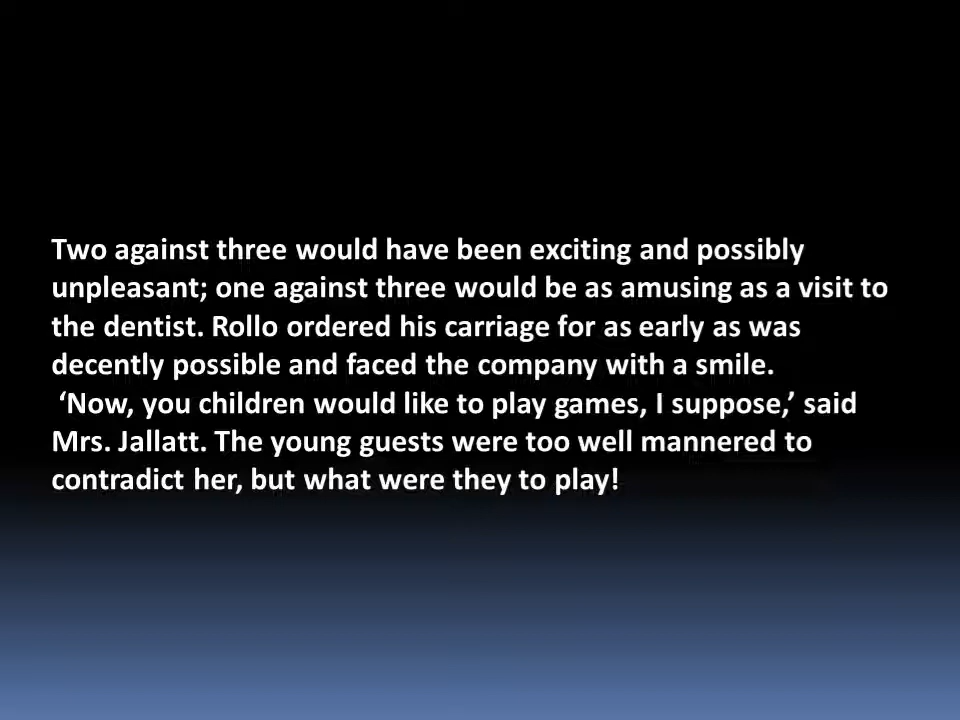 Two against three would have been exciting and possibly
unpleasant; one against three would be as amusing as a visit to
the dentist. Rollo ordered his carriage for as early as was
decently possible and faced the company with a smile.
‘Now, you children would like to play games, I suppose,’ said
Mrs. Jallatt. The young guests were too well mannered to
contradict her, but what were they to play!